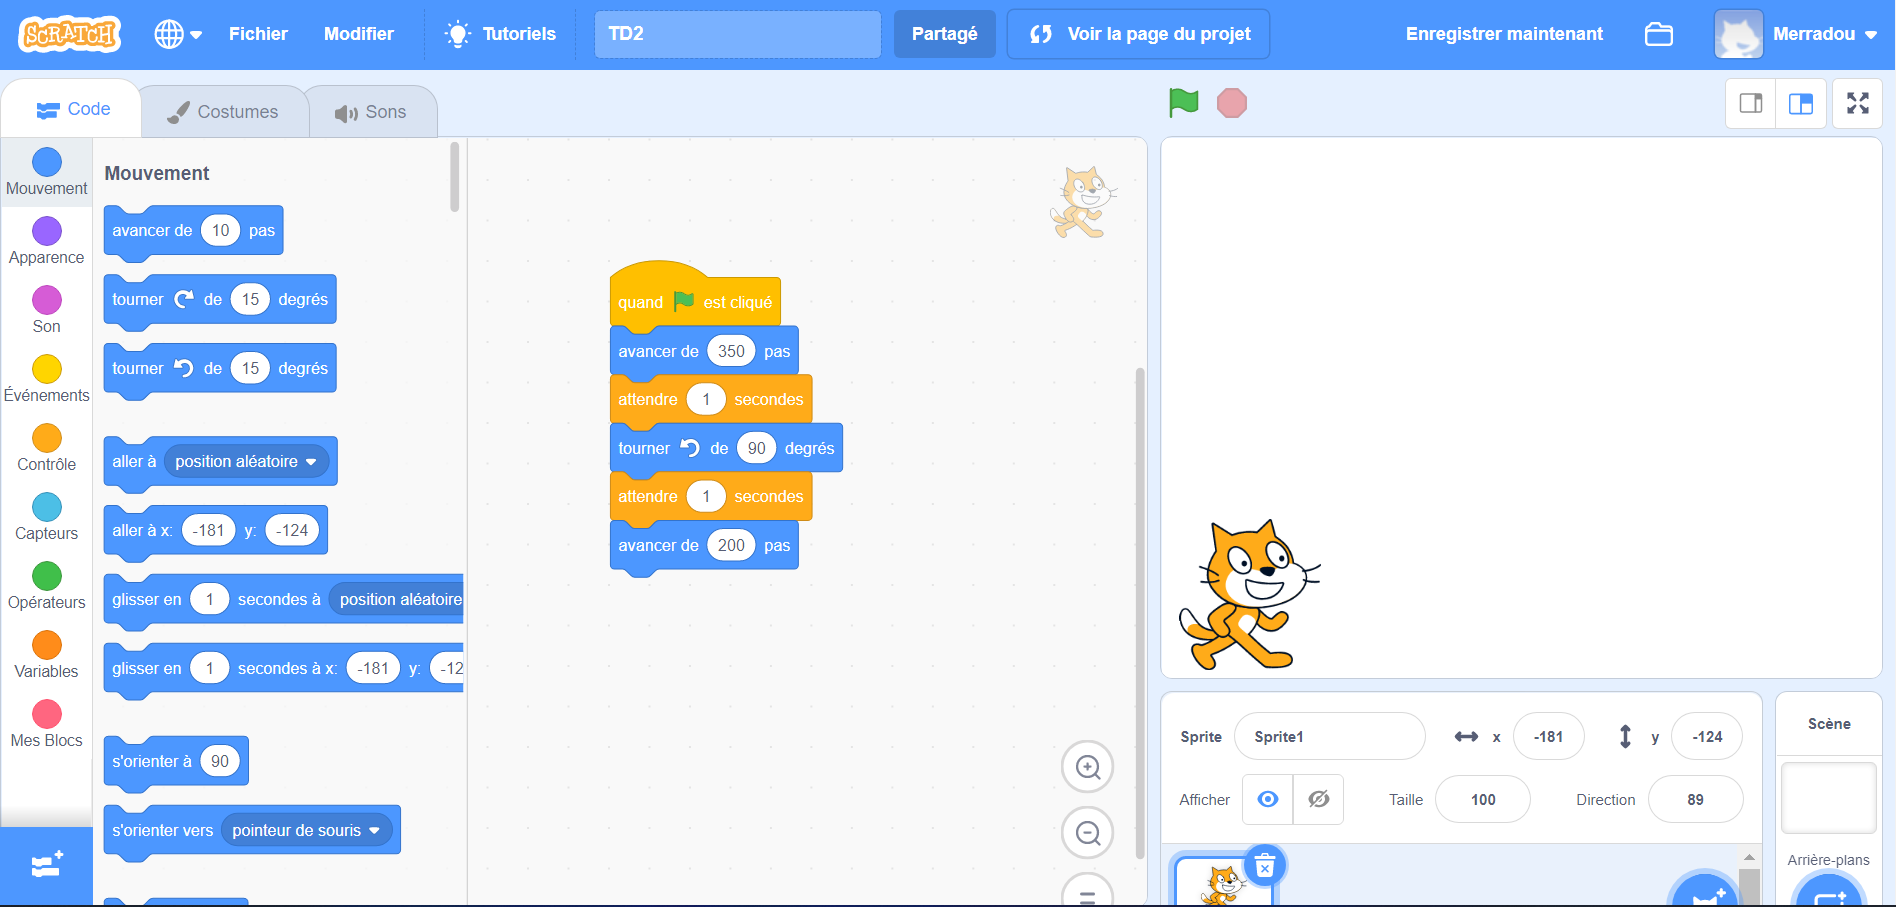 SCRATCH Fichier Modifier Tutoriels TD2 Partagé Voir la page du projet Enregistrer maintenant Merradou
Code Costumes Sons
Mouvement
Apparence
Son
Événements
Contrôle
Capteurs
Opérateurs
Variables
Mes Blocs
Mouvement
avancer de 10 pas
tourner de 15 degrés
tourner de 15 degrés
aller à position aléatoire
aller à x: -181 y: -124
glisser en 1 secondes à position aléatoire
glisser en 1 secondes à x: -181 y: -12
s'orienter à 90
s'orienter vers pointeur de souris
quand est cliqué
avancer de 350 pas
attendre 1 secondes
tourner de 90 degrés
attendre 1 secondes
avancer de 200 pas
Sprite Sprite1 x -181 y -124
Afficher Taille 100 Direction 89
Scène
Arrière-plans